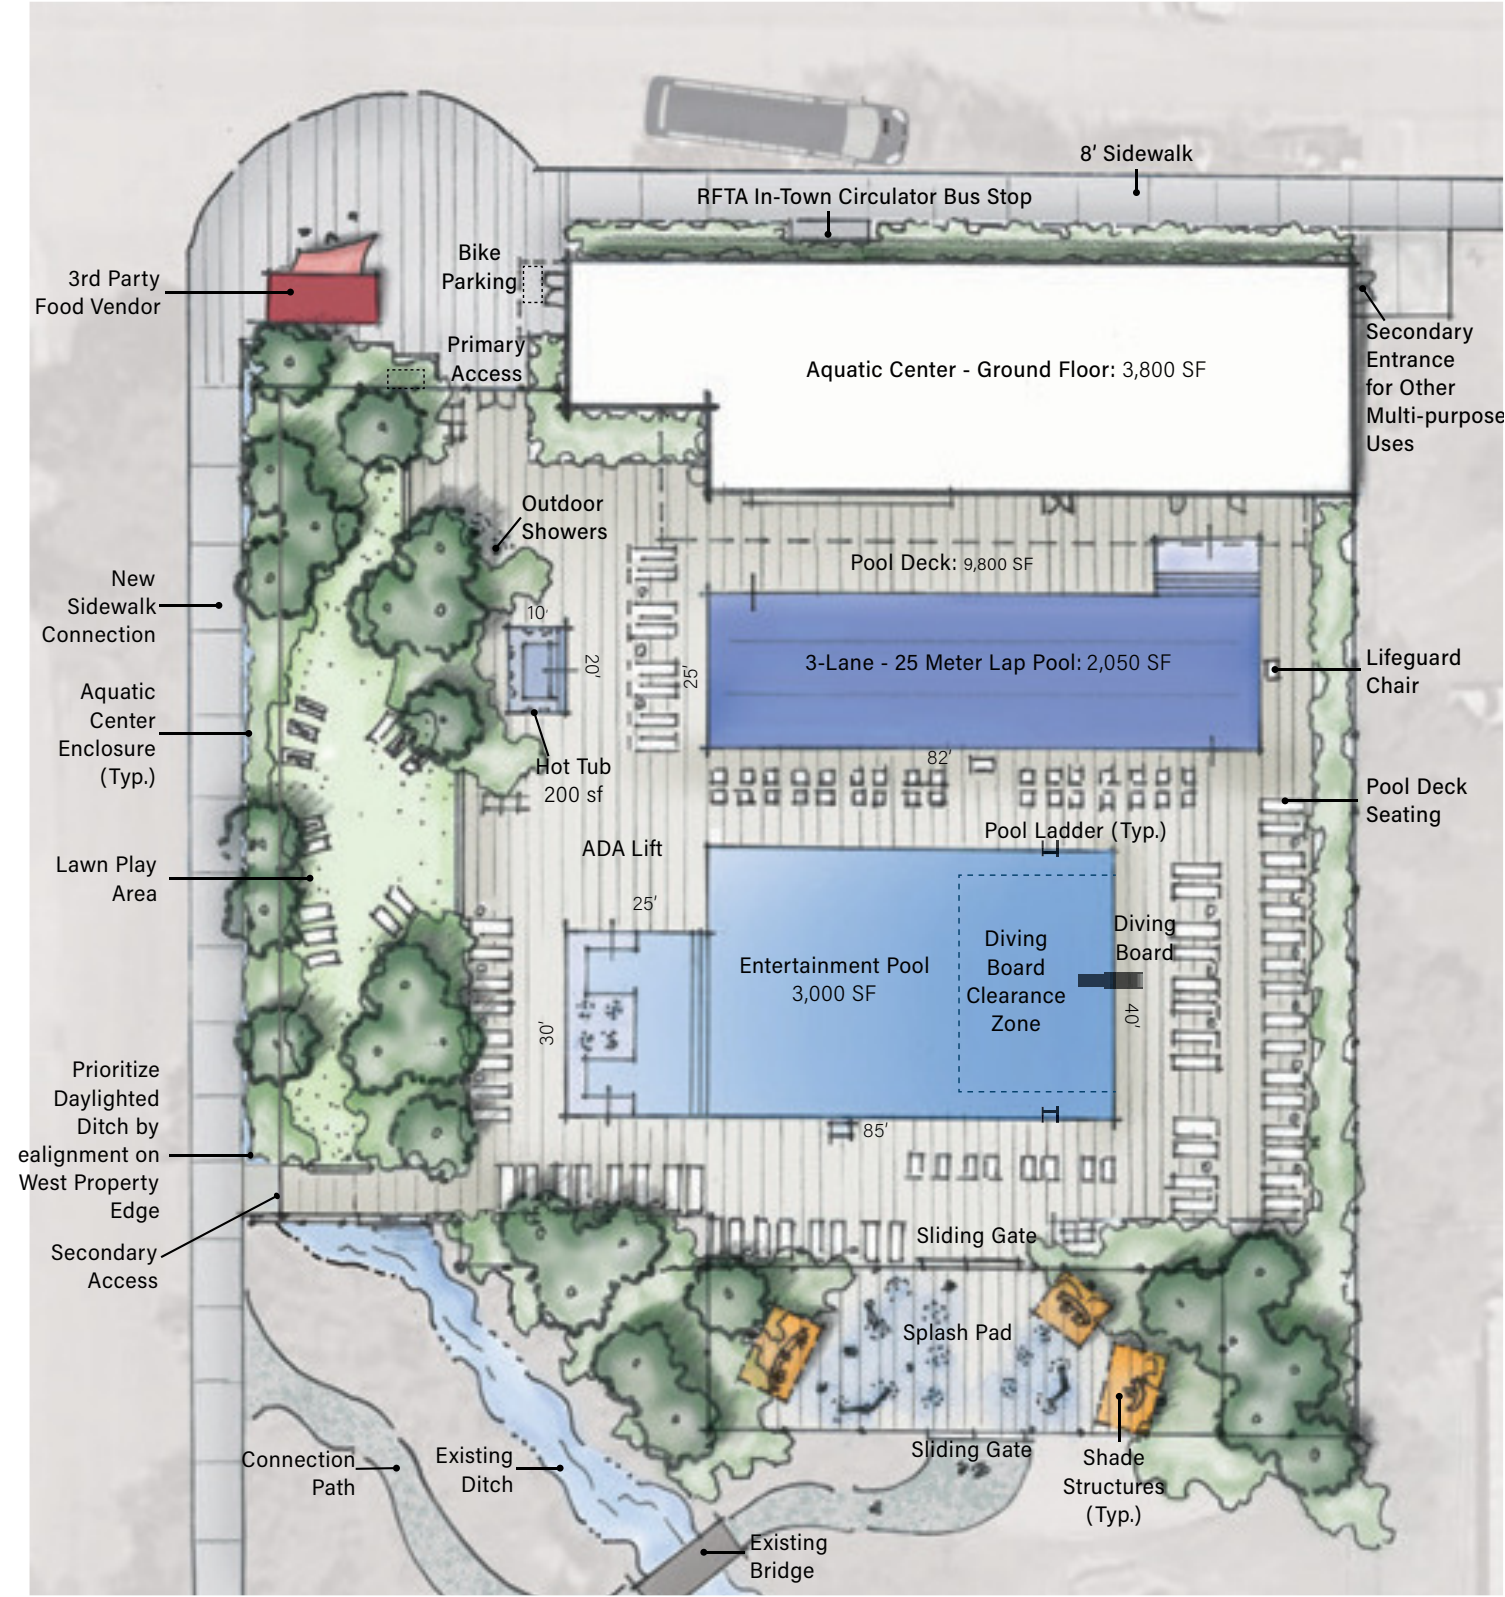 8’ Sidewalk
RFTA In-Town Circulator Bus Stop
Bike
Parking
3rd Party
Food Vendor
Primary
Access
Aquatic Center - Ground Floor: 3,800 SF
Secondary
Entrance
for Other
Multi-purpose
Uses
Outdoor
Showers
Pool Deck: 9,800 SF
New
Sidewalk
Connection
10’
20’
25’
3-Lane - 25 Meter Lap Pool: 2,050 SF
Lifeguard
Chair
Aquatic
Center
Enclosure
(Typ.)
Hot Tub
200 sf
82’
Pool Deck
Seating
Pool Ladder (Typ.)
ADA Lift
Lawn Play
Area
25’
Diving
Board
Entertainment Pool
3,000 SF
Diving
Board
Clearance
Zone
40’
30’
85’
Prioritize
Daylighted
Ditch by
ealignment on
West Property
Edge
Secondary
Access
Sliding Gate
Splash Pad
Sliding Gate
Shade
Structures
(Typ.)
Connection
Path
Existing
Ditch
Existing
Bridge